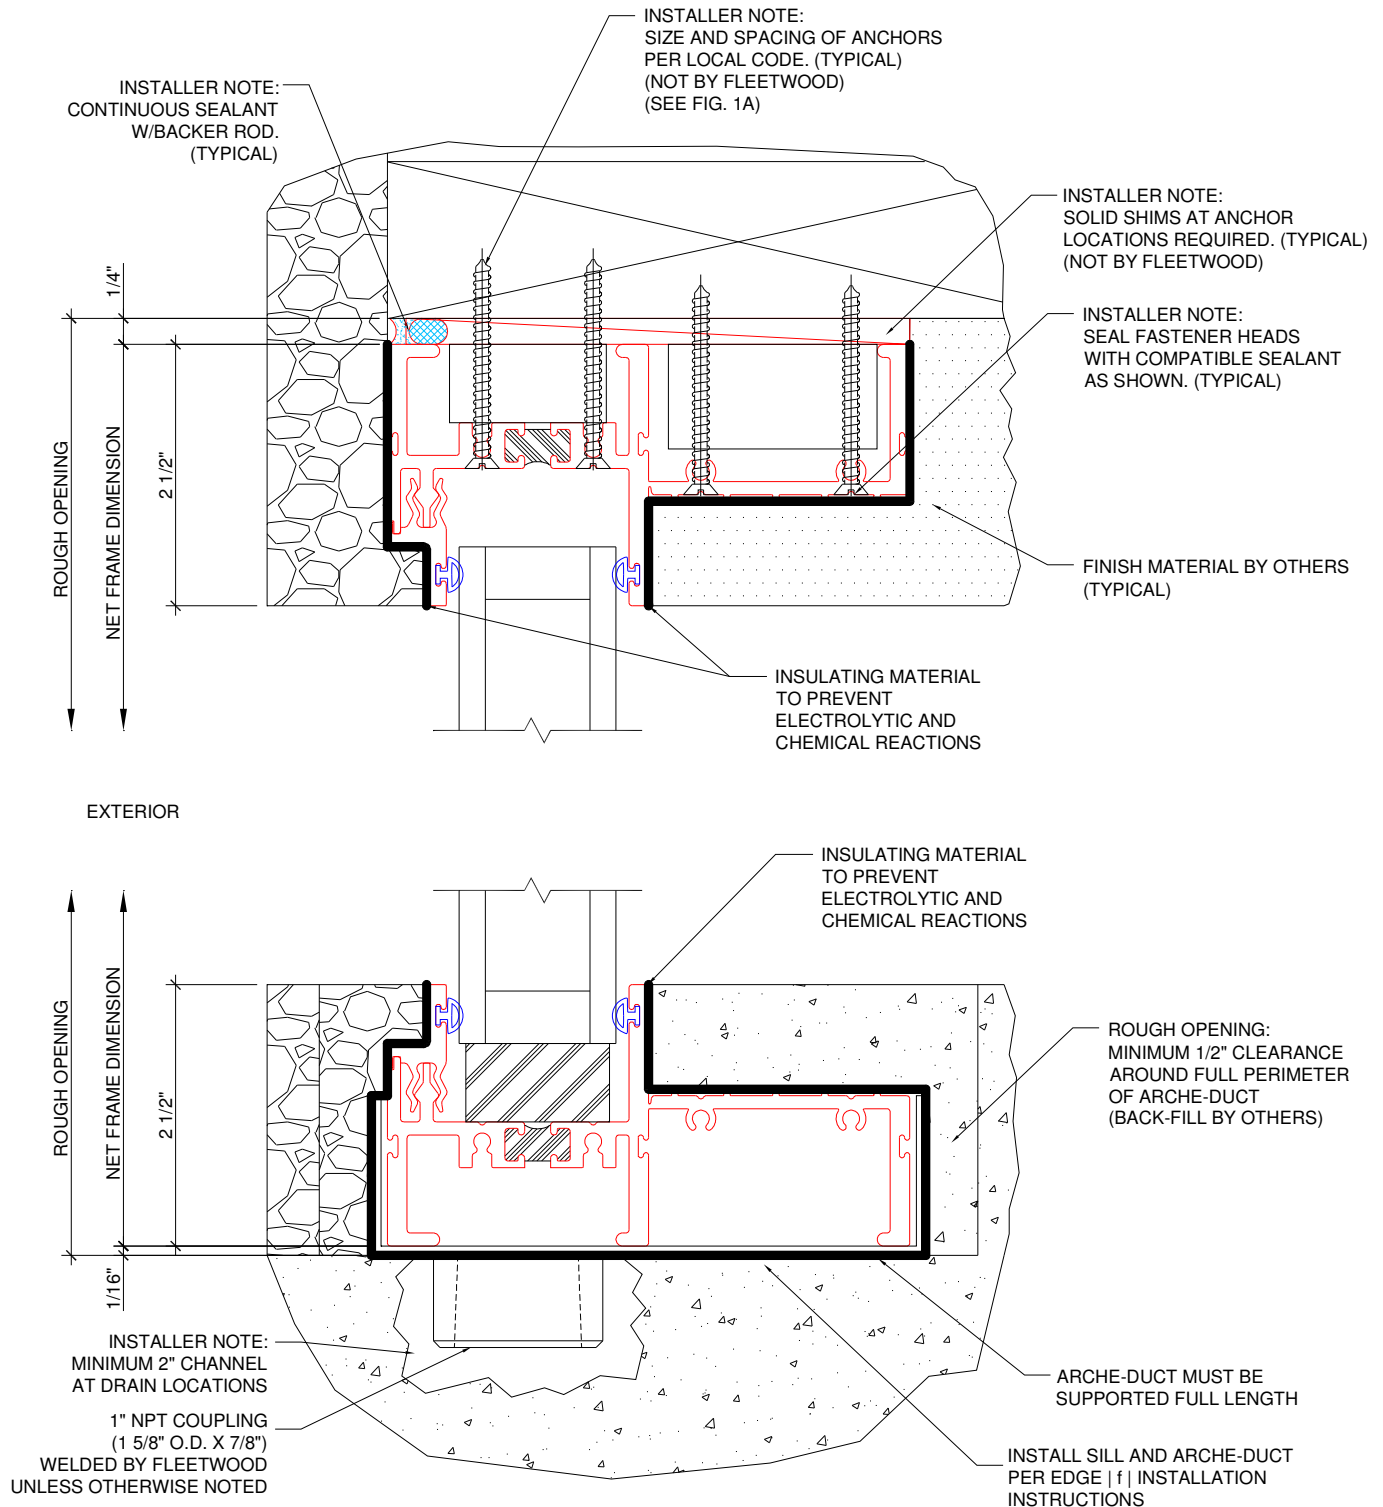 INSTALLER NOTE:
SIZE AND SPACING OF ANCHORS
PER LOCAL CODE. (TYPICAL)
(NOT BY FLEETWOOD)
(SEE FIG. 1A)
INSTALLER NOTE:
CONTINUOUS SEALANT
W/BACKER ROD.
(TYPICAL)
INSTALLER NOTE:
SOLID SHIMS AT ANCHOR
LOCATIONS REQUIRED. (TYPICAL)
(NOT BY FLEETWOOD)
INSTALLER NOTE:
SEAL FASTENER HEADS
WITH COMPATIBLE SEALANT
AS SHOWN. (TYPICAL)
1/4"
ROUGH OPENING
NET FRAME DIMENSION
2 1/2"
FINISH MATERIAL BY OTHERS
(TYPICAL)
INSULATING MATERIAL
TO PREVENT
ELECTROLYTIC AND
CHEMICAL REACTIONS
EXTERIOR
INSULATING MATERIAL
TO PREVENT
ELECTROLYTIC AND
CHEMICAL REACTIONS
ROUGH OPENING
NET FRAME DIMENSION
2 1/2"
1/16"
ROUGH OPENING:
MINIMUM 1/2" CLEARANCE
AROUND FULL PERIMETER
OF ARCHE-DUCT
(BACK-FILL BY OTHERS)
INSTALLER NOTE:
MINIMUM 2" CHANNEL
AT DRAIN LOCATIONS
1" NPT COUPLING
(1 5/8" O.D. X 7/8")
WELDED BY FLEETWOOD
UNLESS OTHERWISE NOTED
ARCHE-DUCT MUST BE
SUPPORTED FULL LENGTH
INSTALL SILL AND ARCHE-DUCT
PER EDGE | f | INSTALLATION
INSTRUCTIONS